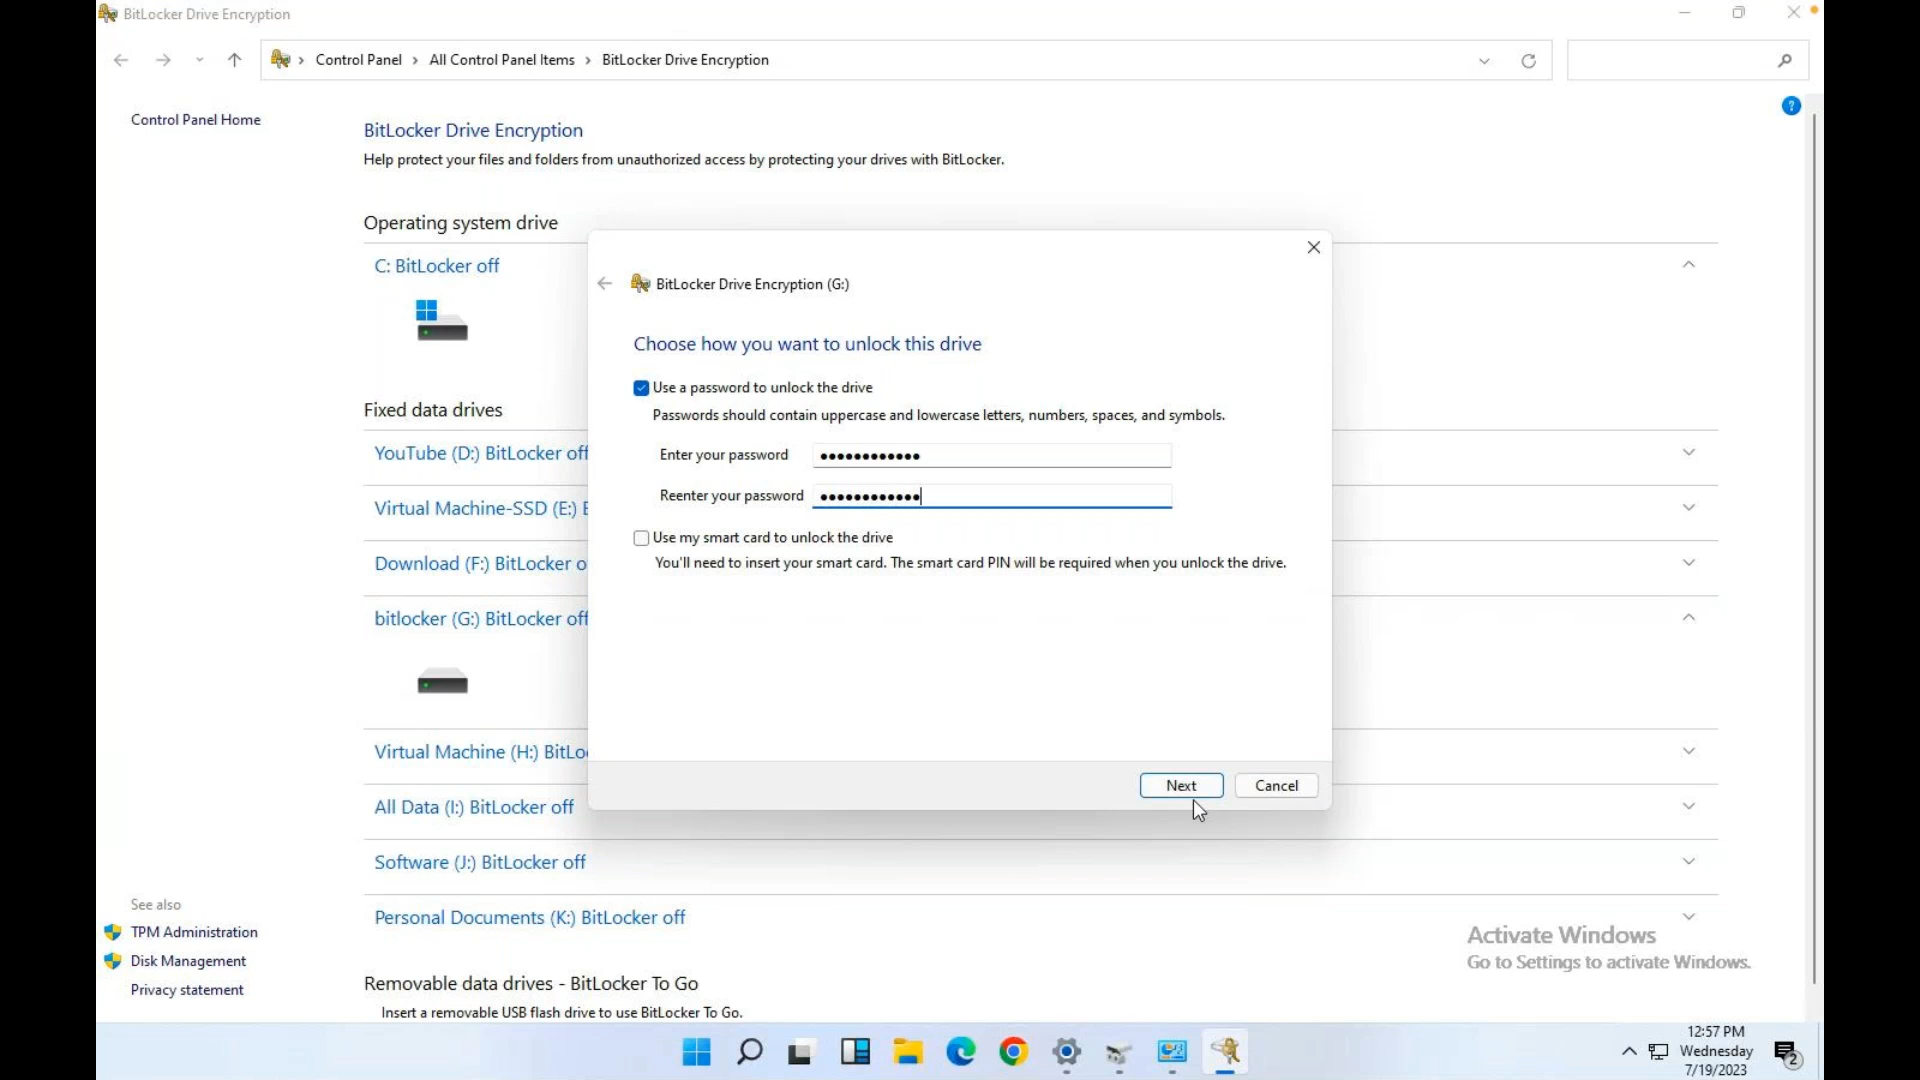 BitLocker Drive Encryption
Control Panel › All Control Panel Items › BitLocker Drive Encryption
Control Panel Home
BitLocker Drive Encryption
Help protect your files and folders from unauthorized access by protecting your drives with BitLocker.
Operating system drive
C: BitLocker off
BitLocker Drive Encryption (G:)
Choose how you want to unlock this drive
Use a password to unlock the drive
Passwords should contain uppercase and lowercase letters, numbers, spaces, and symbols.
Enter your password ••••••••••••
Reenter your password ••••••••••••
Use my smart card to unlock the drive
You'll need to insert your smart card. The smart card PIN will be required when you unlock the drive.
Next
Cancel
Fixed data drives
YouTube (D:) BitLocker off
Virtual Machine-SSD (E:)
Download (F:) BitLocker
bitlocker (G:) BitLocker off
Virtual Machine (H:)
All Data (I:) BitLocker off
Software (J:) BitLocker off
Personal Documents (K:) BitLocker off
Removable data drives - BitLocker To Go
Insert a removable USB flash drive to use BitLocker To Go.
See also
TPM Administration
Disk Management
Privacy statement
Activate Windows
Go to Settings to activate Windows.
12:57 PM
Wednesday
7/19/2023
2